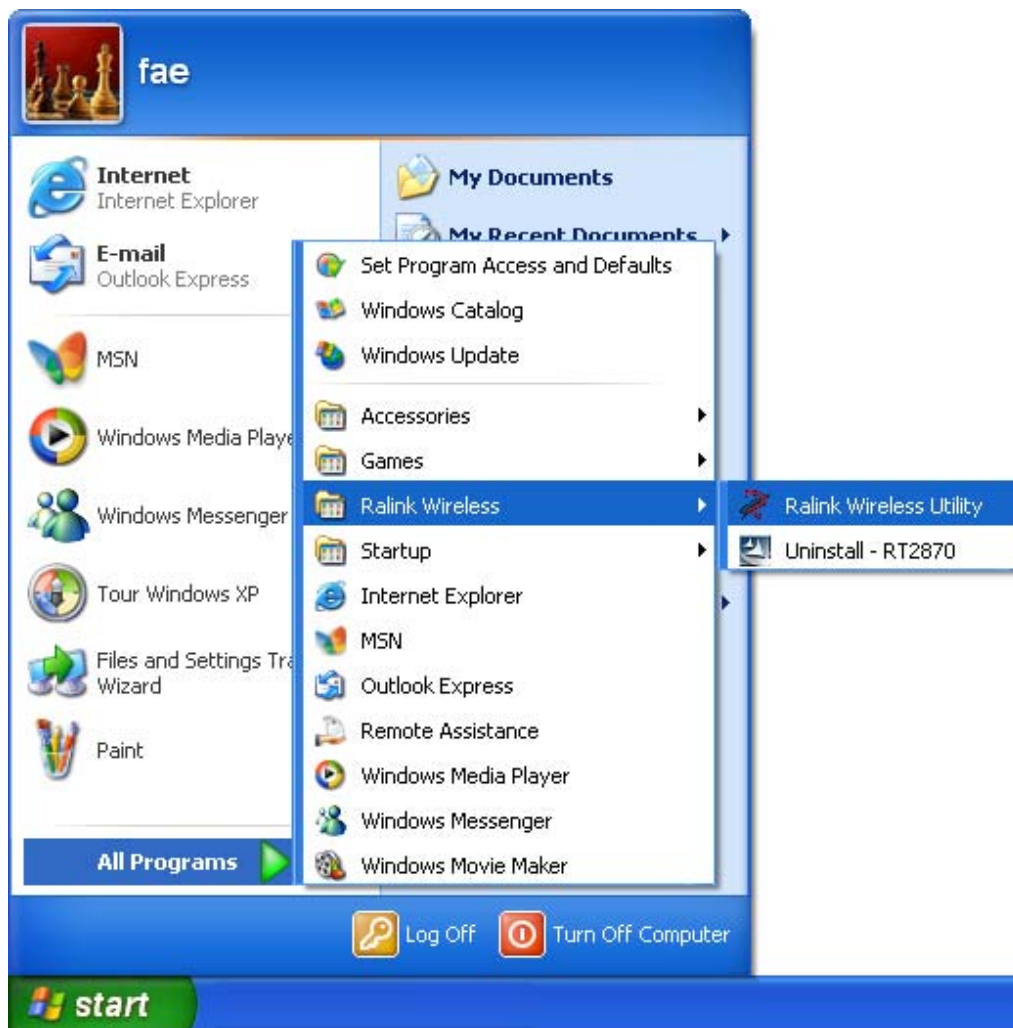 fae
Internet
Internet Explorer
E-mail
Outlook Express
MSN
Windows Media Playe
Windows Messenger
Tour Windows XP
Files and Settings Tra
Wizard
Paint
All Programs
My Documents
My Recent Documents
Set Program Access and Defaults
Windows Catalog
Windows Update
Accessories
Games
Ralink Wireless
Startup
Internet Explorer
MSN
Outlook Express
Remote Assistance
Windows Media Player
Windows Messenger
Windows Movie Maker
Ralink Wireless Utility
Uninstall - RT2870
Log Off
Turn Off Computer
start